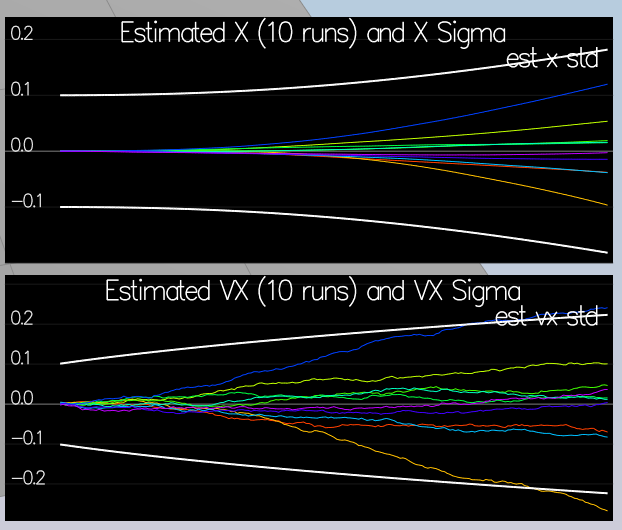 Estimated X (10 runs) and X Sigma
0.2
est x std
0.1
0.0
−0.1
Estimated VX (10 runs) and VX Sigma
est vx std
0.2
0.1
0.0
−0.1
−0.2